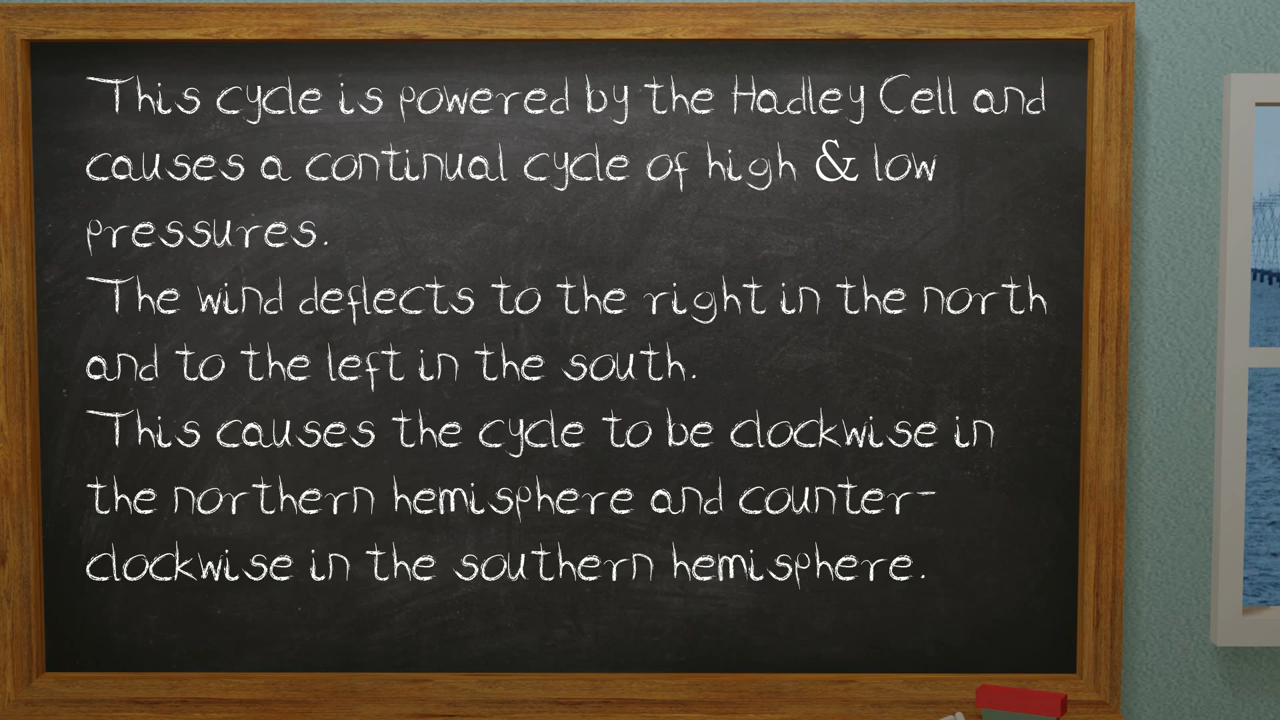 This cycle is powered by the Hadley Cell and
causes a continual cycle of high & low
pressures.
The wind deflects to the right in the north
and to the left in the south.
This causes the cycle to be clockwise in
the northern hemisphere and counter-
clockwise in the southern hemisphere.